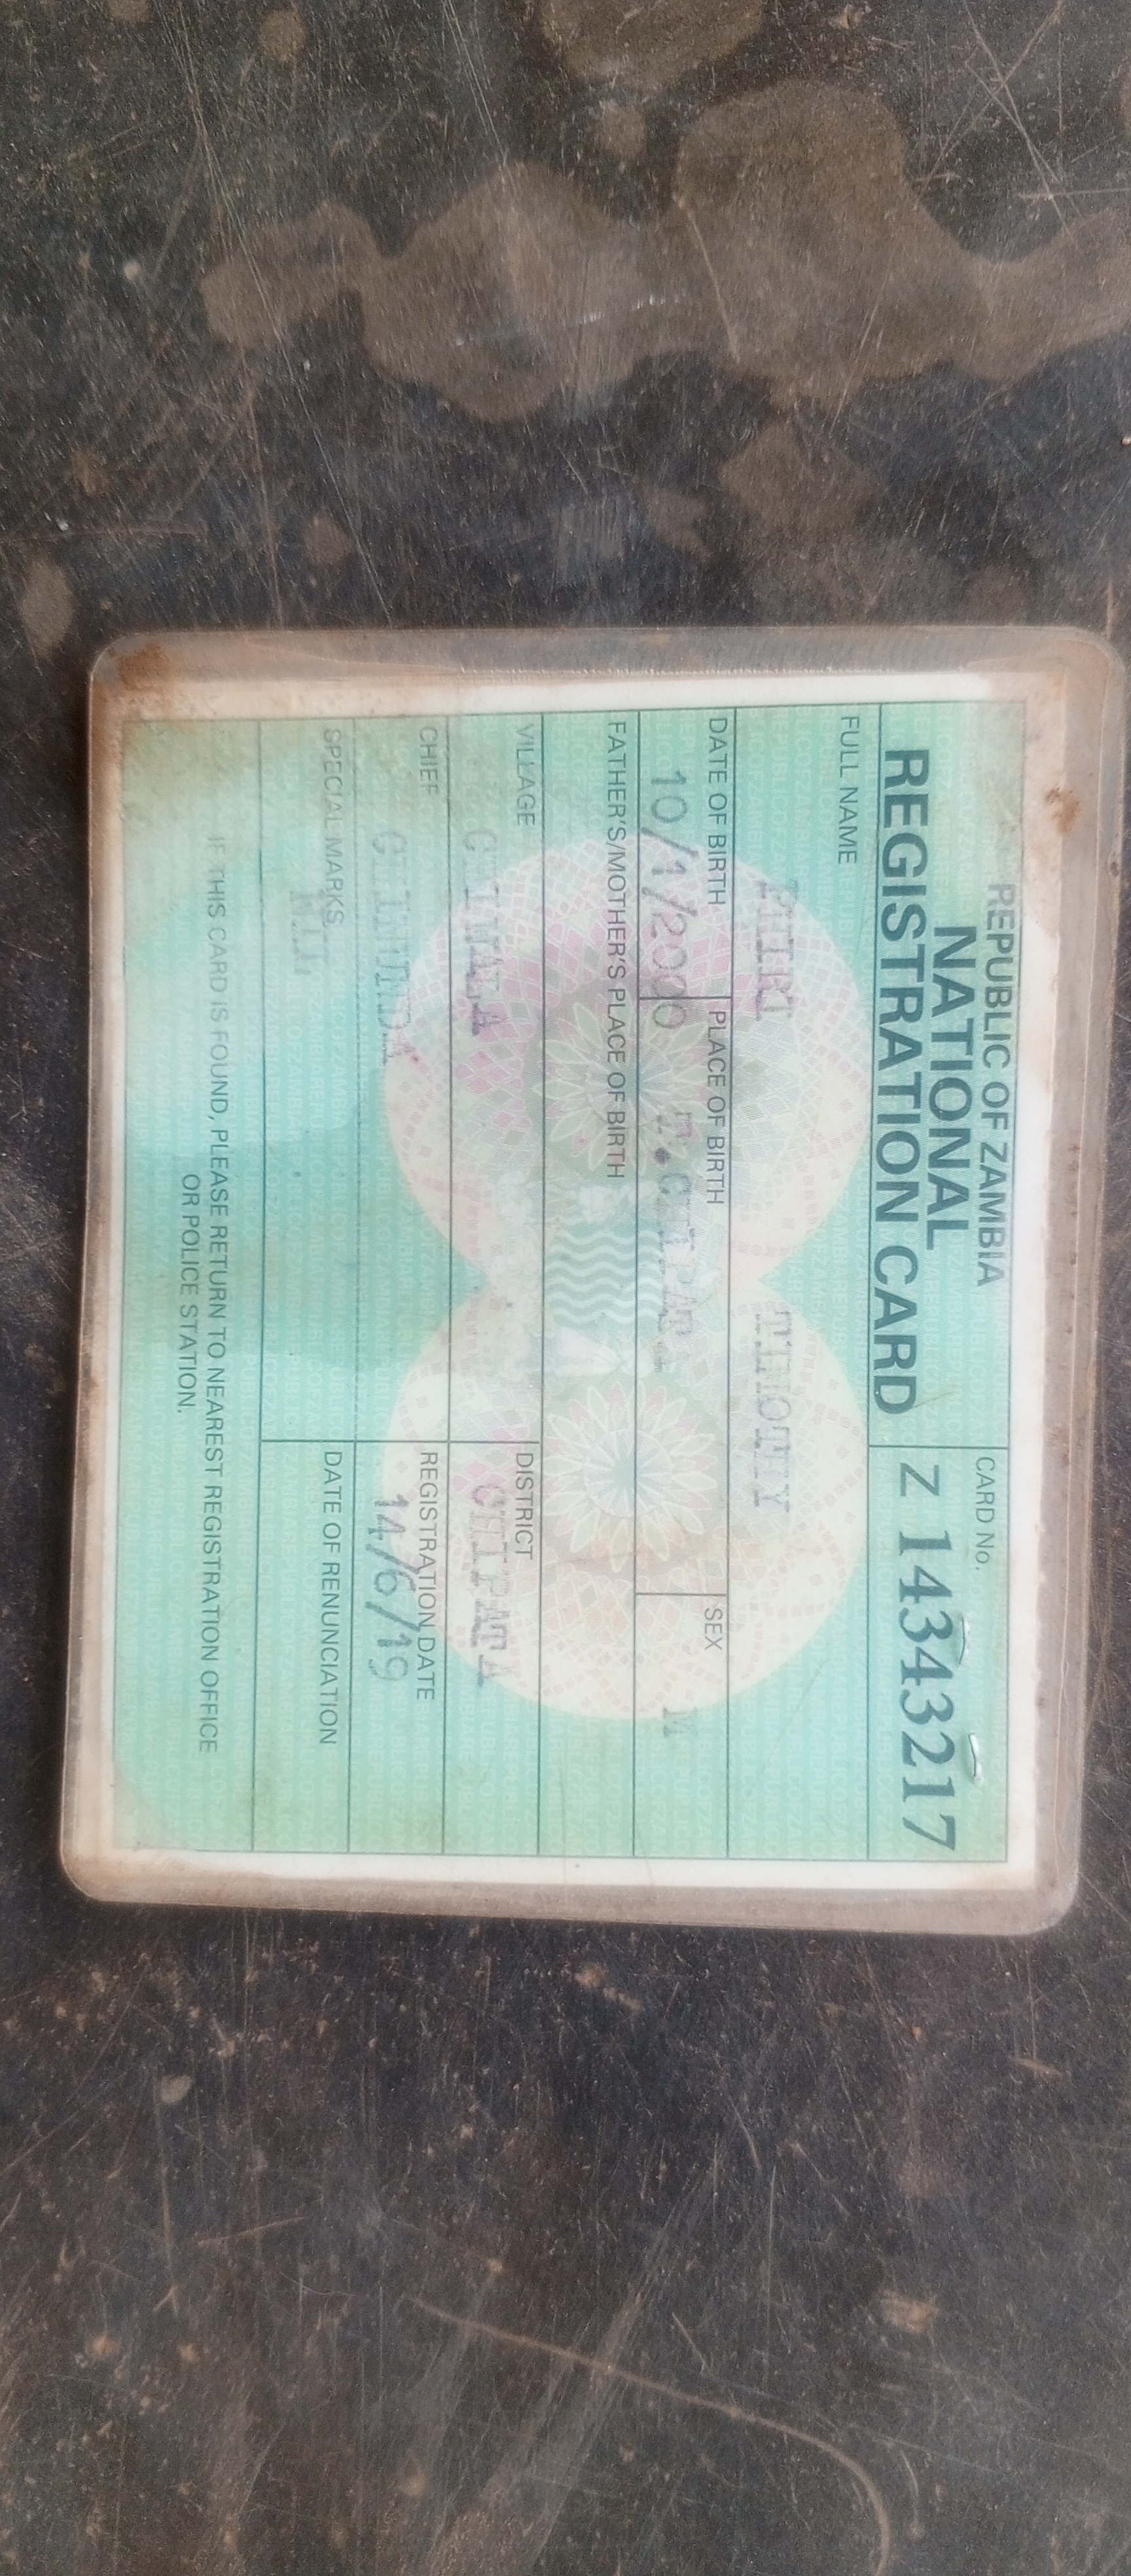 REPUBLIC OF ZAMBIA
NATIONAL
REGISTRATION CARD
CARD No.
Z 14343217
FULL NAME
PHIRI TIMOTHY
DATE OF BIRTH PLACE OF BIRTH SEX
10/1/2000 M
FATHER'S/MOTHER'S PLACE OF BIRTH
VILLAGE DISTRICT
CHIPATA
CHIEF REGISTRATION DATE
14/6/19
SPECIAL MARKS DATE OF RENUNCIATION
IF THIS CARD IS FOUND, PLEASE RETURN TO NEAREST REGISTRATION OFFICE
OR POLICE STATION.